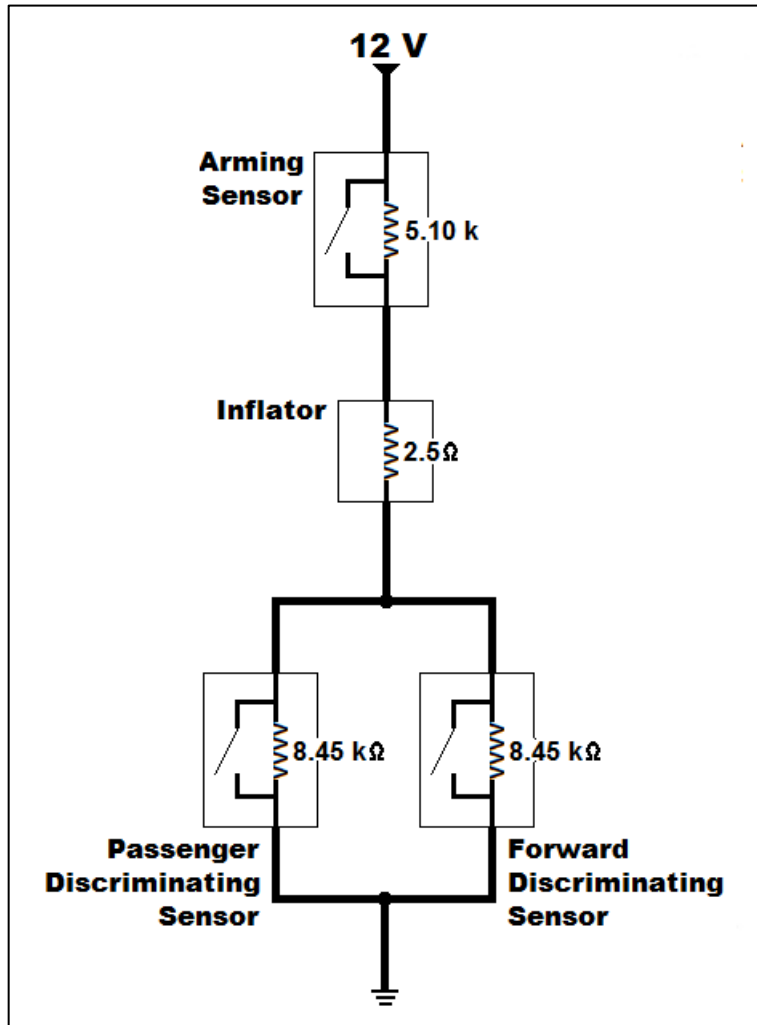 12 V
Arming
Sensor
5.10 k
Inflator
2.5Ω
8.45 kΩ
8.45 kΩ
Passenger
Discriminating
Sensor
Forward
Discriminating
Sensor